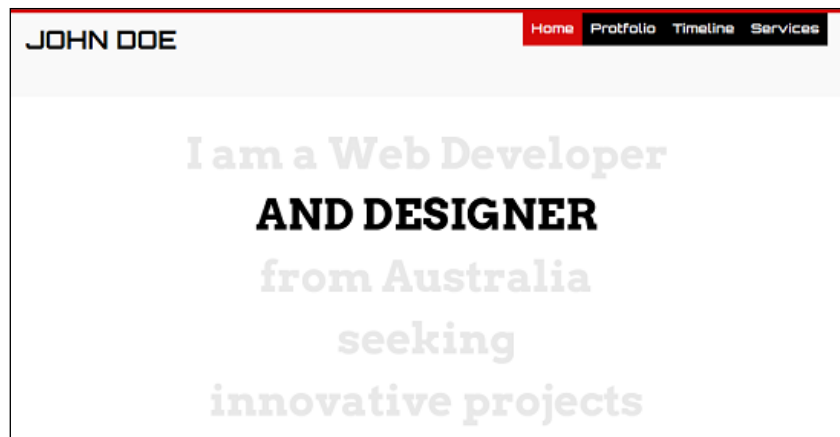 JOHN DOE
Home Protfolio Timeline Services
I am a Web Developer
AND DESIGNER
from Australia
seeking
innovative projects